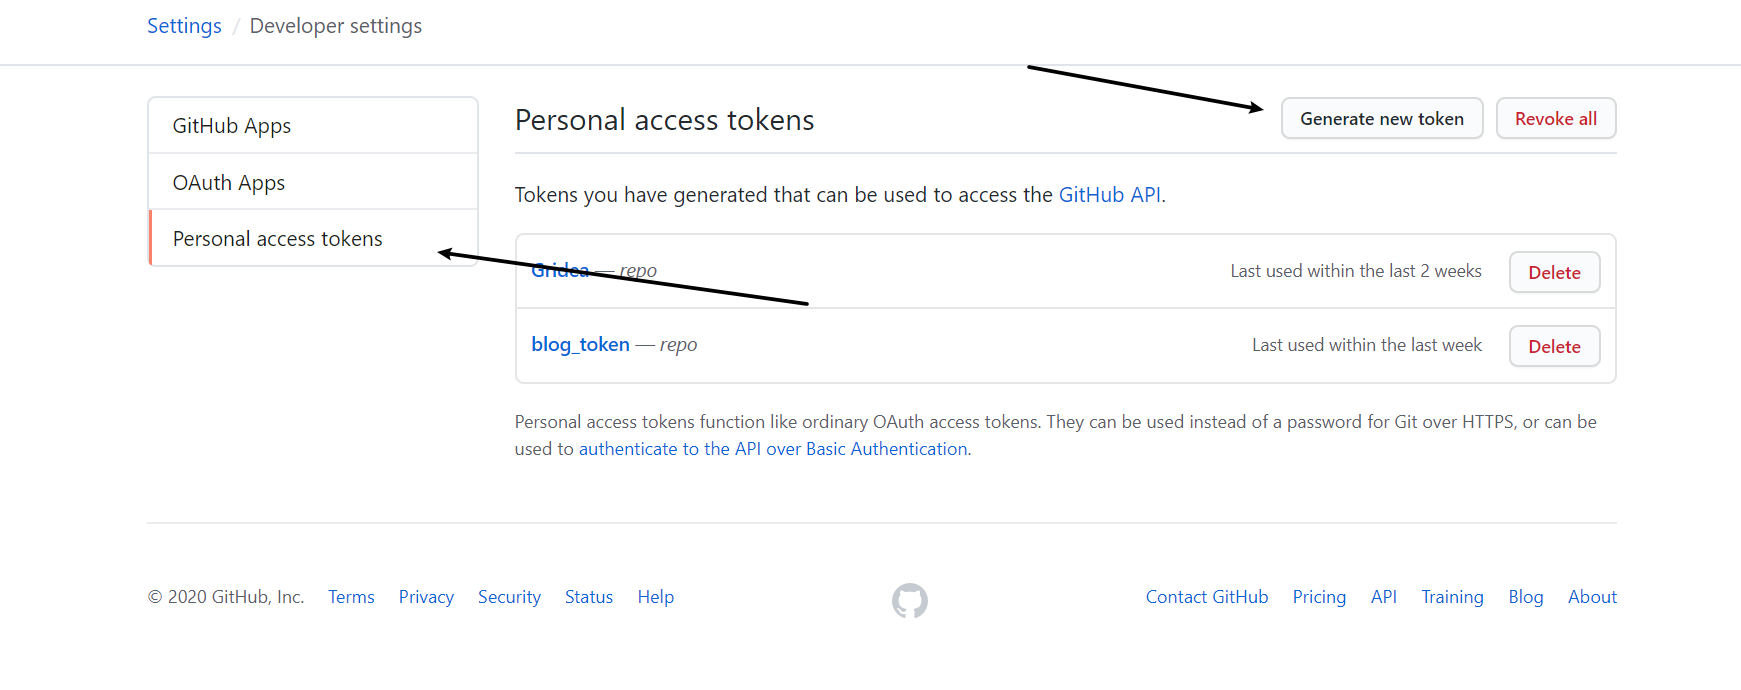 Settings / Developer settings
GitHub Apps
OAuth Apps
Personal access tokens
Personal access tokens
Generate new token
Revoke all
Tokens you have generated that can be used to access the GitHub API.
Gridea — repo
Last used within the last 2 weeks
Delete
blog_token — repo
Last used within the last week
Delete
Personal access tokens function like ordinary OAuth access tokens. They can be used instead of a password for Git over HTTPS, or can be
used to authenticate to the API over Basic Authentication.
© 2020 GitHub, Inc. Terms Privacy Security Status Help
Contact GitHub Pricing API Training Blog About